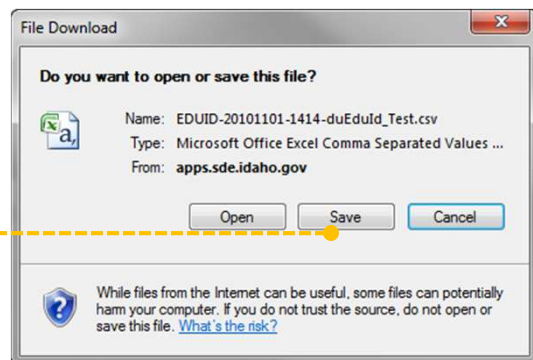 File Download
Do you want to open or save this file?
Name: EDUID-20101101-1414-duEduId_Test.csv
Type: Microsoft Office Excel Comma Separated Values ...
From: apps.sde.idaho.gov
Open Save Cancel
While files from the Internet can be useful, some files can potentially
harm your computer. If you do not trust the source, do not open or
save this file. What's the risk?